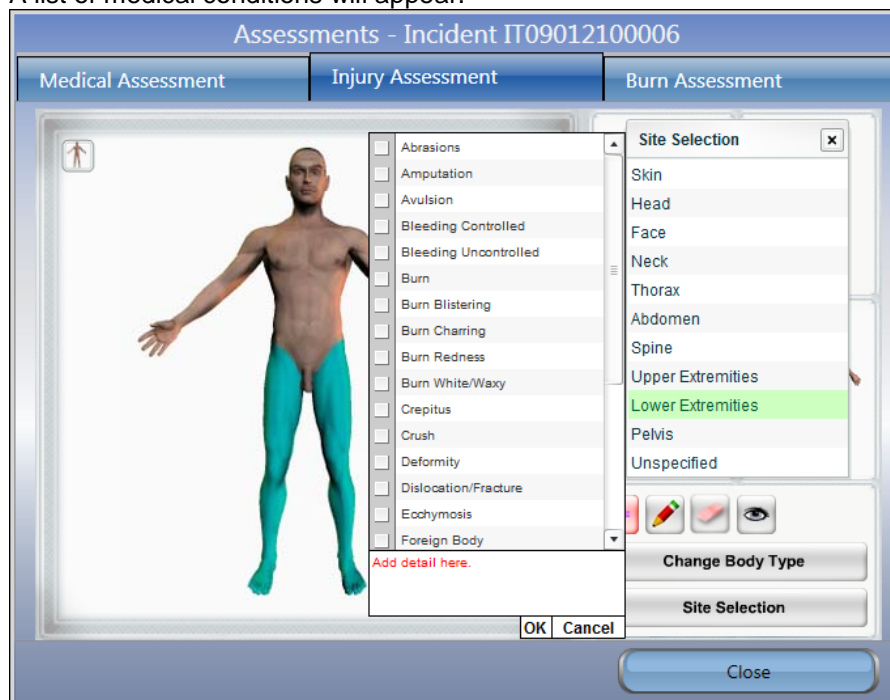 A list of medical conditions will appear.
Assessments - Incident IT09012100006
Medical Assessment
Injury Assessment
Burn Assessment
Abrasions
Amputation
Avulsion
Bleeding Controlled
Bleeding Uncontrolled
Burn
Burn Blistering
Burn Charring
Burn Redness
Burn White/Waxy
Crepitus
Crush
Deformity
Dislocation/Fracture
Ecchymosis
Foreign Body
Add detail here.
OK Cancel
Site Selection
Skin
Head
Face
Neck
Thorax
Abdomen
Spine
Upper Extremities
Lower Extremities
Pelvis
Unspecified
Change Body Type
Site Selection
Close